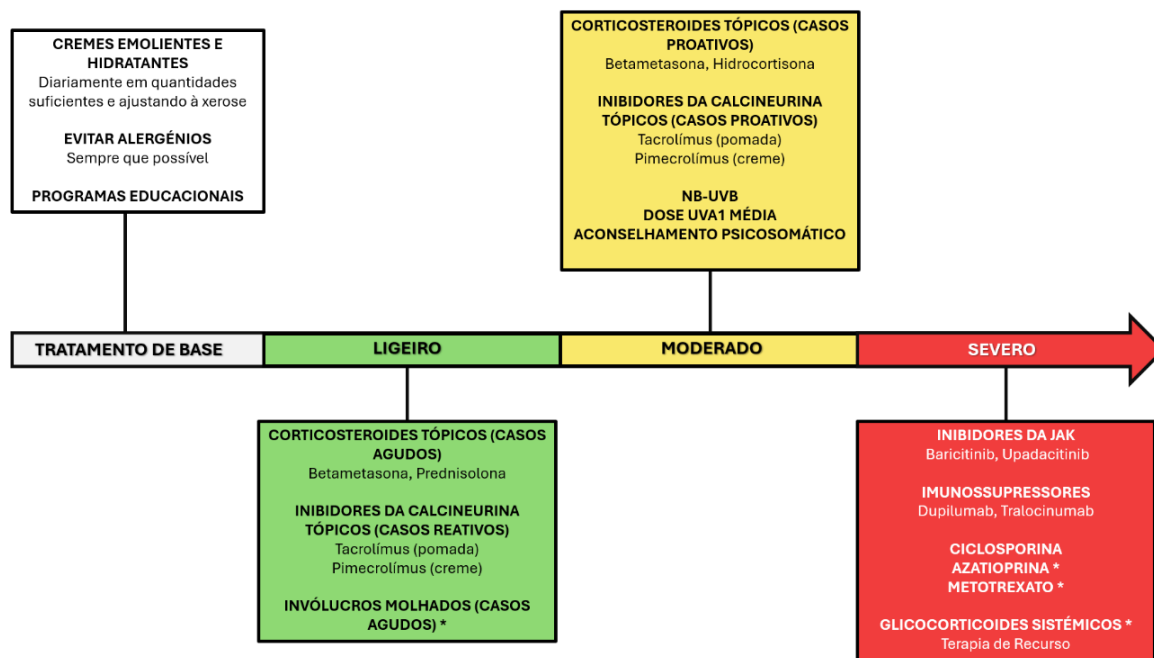 CREMES EMOLIENTES E
HIDRATANTES
Diariamente em quantidades
suficientes e ajustando à xerose
EVITAR ALERGÉNIOS
Sempre que possível
PROGRAMAS EDUCACIONAIS
CORTICOSTEROIDES TÓPICOS (CASOS
PROATIVOS)
Betametasona, Hidrocortisona
INIBIDORES DA CALCINEURINA
TÓPICOS (CASOS PROATIVOS)
Tacrolímus (pomada)
Pimecrolímus (creme)
NB-UVB
DOSE UVA1 MÉDIA
ACONSELHAMENTO PSICOSOMÁTICO
TRATAMENTO DE BASE
LIGEIRO
MODERADO
SEVERO
CORTICOSTEROIDES TÓPICOS (CASOS
AGUDOS)
Betametasona, Prednisolona
INIBIDORES DA CALCINEURINA
TÓPICOS (CASOS REATIVOS)
Tacrolímus (pomada)
Pimecrolímus (creme)
INVÓLUCROS MOLHADOS (CASOS
AGUDOS) *
INIBIDORES DA JAK
Baricitinib, Upadacitinib
IMUNOSSUPRESSORES
Dupilumab, Tralocinumab
CICLOSPORINA
AZATIOPRINA *
METOTREXATO *
GLICOCORTICOIDES SISTÉMICOS *
Terapia de Recurso